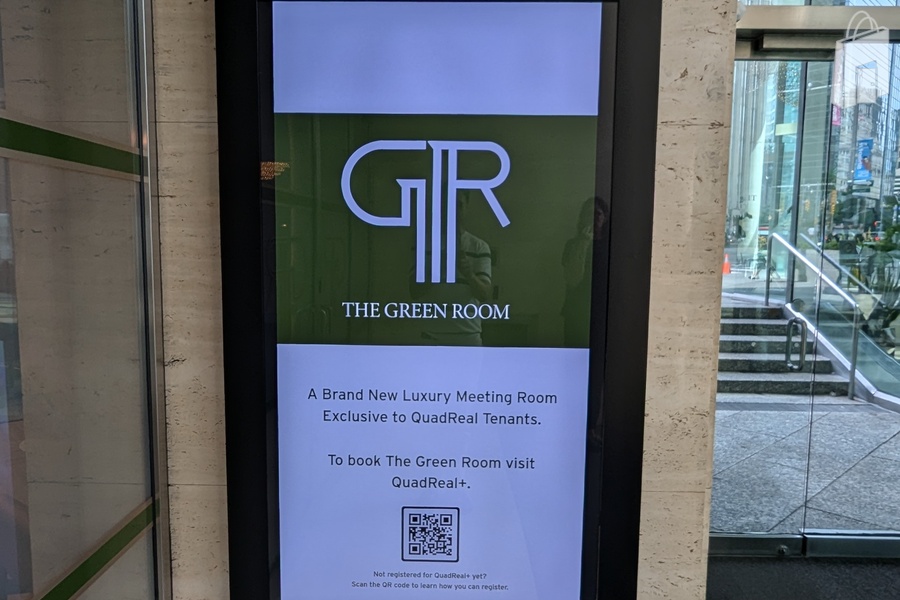 GR
THE GREEN ROOM
A Brand New Luxury Meeting Room
Exclusive to QuadReal Tenants.
To book The Green Room visit
QuadReal+.
Not registered for QuadReal+ yet?
Scan the QR code to learn how you can register.